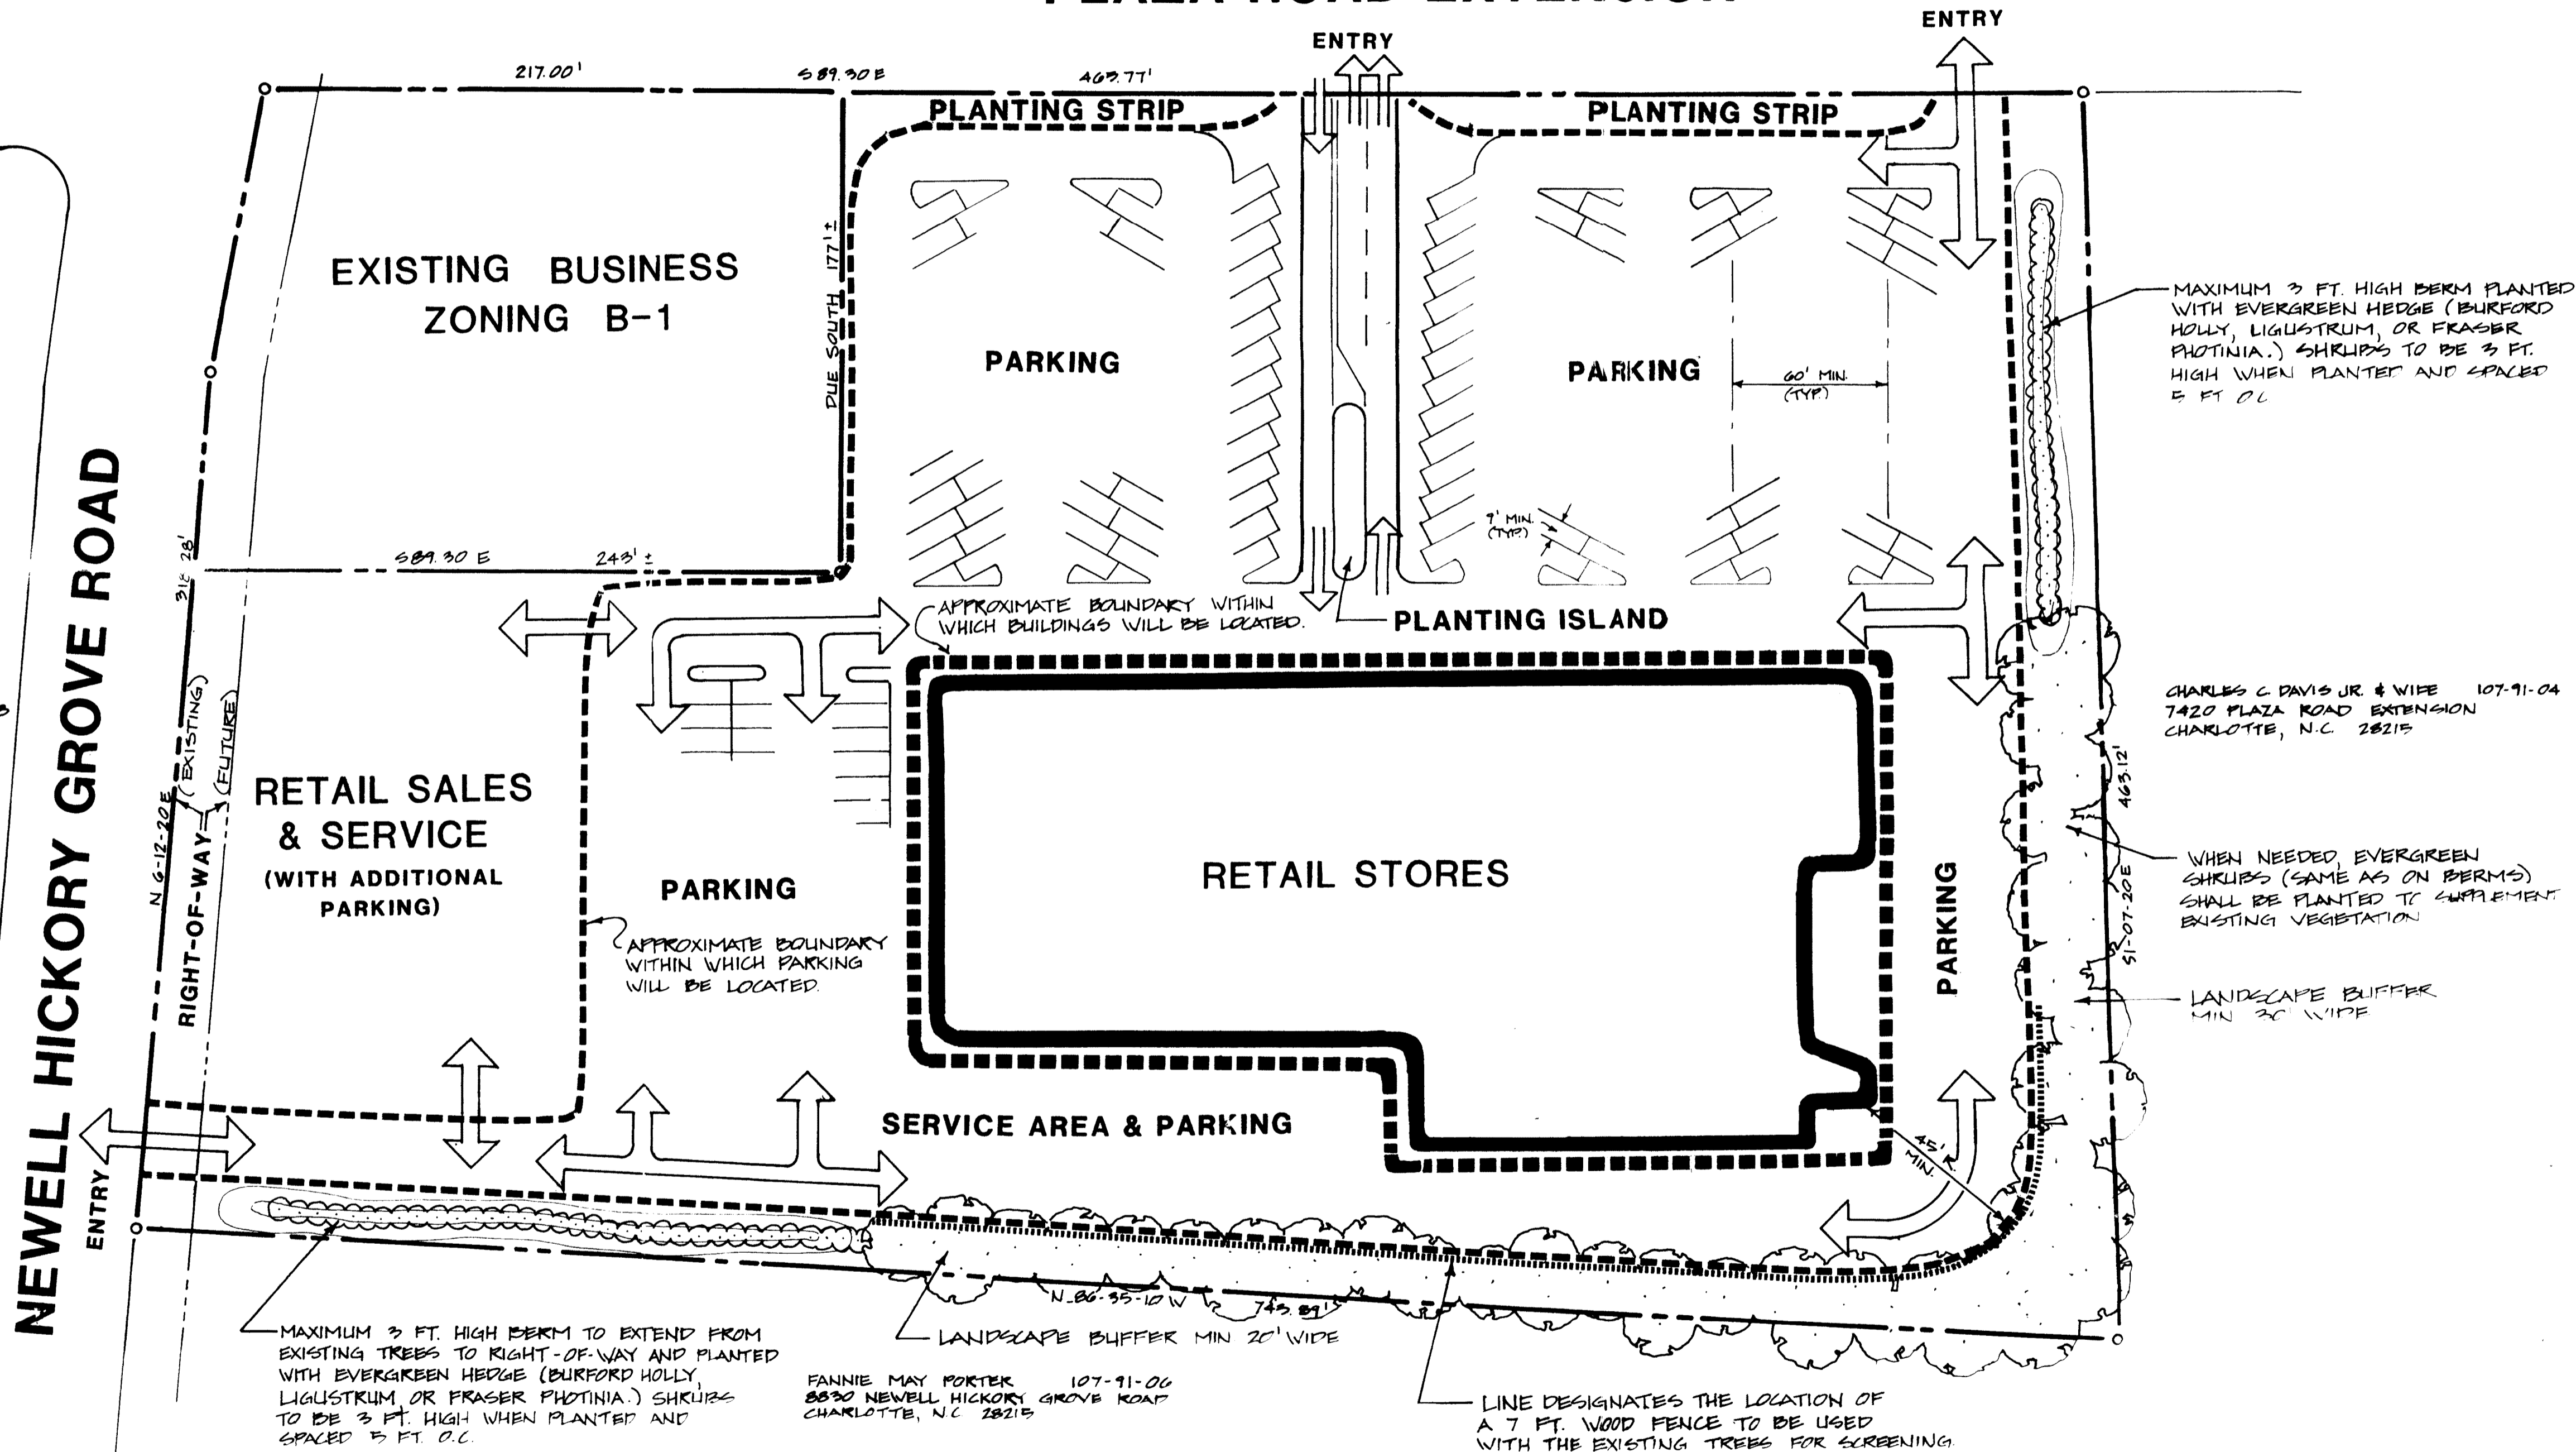 ENTRY
ENTRY
217.00'
S 89.30 E
463.77'
PLANTING STRIP
PLANTING STRIP
EXISTING BUSINESS
ZONING B-1
DUE SOUTH 177'±
PARKING
PARKING
60' MIN.
(TYP.)
9' MIN.
(TYP.)
MAXIMUM 3 FT. HIGH BERM PLANTED
WITH EVERGREEN HEDGE (BURFORD
HOLLY, LIGUSTRUM, OR FRASER
PHOTINIA.) SHRUBS TO BE 3 FT.
HIGH WHEN PLANTED AND SPACED
5 FT O.C
NEWELL HICKORY GROVE ROAD
318.28'
S89.30 E
243'±
APPROXIMATE BOUNDARY WITHIN
WHICH BUILDINGS WILL BE LOCATED.
PLANTING ISLAND
(EXISTING)
(FUTURE)
RIGHT-OF-WAY
N 6-12-20 E
RETAIL SALES
& SERVICE
(WITH ADDITIONAL
PARKING)
PARKING
APPROXIMATE BOUNDARY
WITHIN WHICH PARKING
WILL BE LOCATED.
RETAIL STORES
PARKING
CHARLES C DAVIS JR. & WIFE 107-91-04
7420 PLAZA ROAD EXTENSION
CHARLOTTE, N.C. 28215
463.12'
S1-07-20 E
WHEN NEEDED, EVERGREEN
SHRUBS (SAME AS ON BERMS)
SHALL BE PLANTED TO SUPPLEMENT
EXISTING VEGETATION
LANDSCAPE BUFFER
MIN 30' WIDE
SERVICE AREA & PARKING
45' R.
MIN.
ENTRY
N-86-35-10 W
743.89'
MAXIMUM 3 FT. HIGH BERM TO EXTEND FROM
EXISTING TREES TO RIGHT-OF-WAY AND PLANTED
WITH EVERGREEN HEDGE (BURFORD HOLLY,
LIGUSTRUM, OR FRASER PHOTINIA.) SHRUBS
TO BE 3 FT. HIGH WHEN PLANTED AND
SPACED 5 FT. O.C.
LANDSCAPE BUFFER MIN 20' WIDE
FANNIE MAY PORTER 107-91-06
8830 NEWELL HICKORY GROVE ROAD
CHARLOTTE, N.C 28215
LINE DESIGNATES THE LOCATION OF
A 7 FT. WOOD FENCE TO BE USED
WITH THE EXISTING TREES FOR SCREENING.